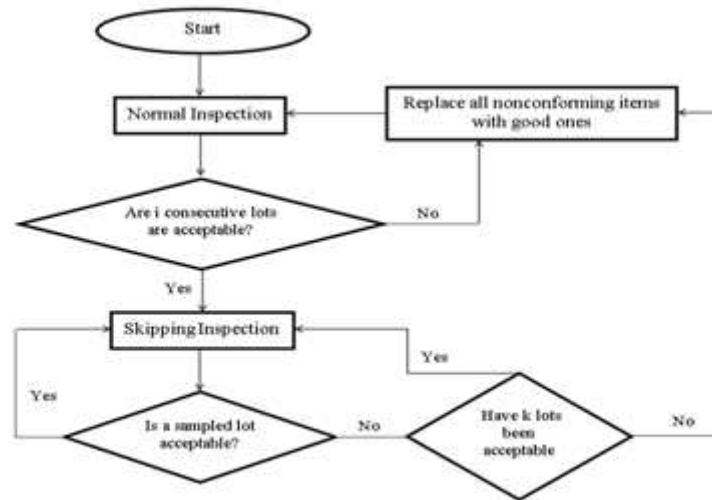 Start
Normal Inspection
Replace all nonconforming items
with good ones
Are i consecutive lots
are acceptable?
No
Yes
Skipping Inspection
Yes
Yes
Is a sampled lot
acceptable?
No
Have k lots
been
acceptable
No